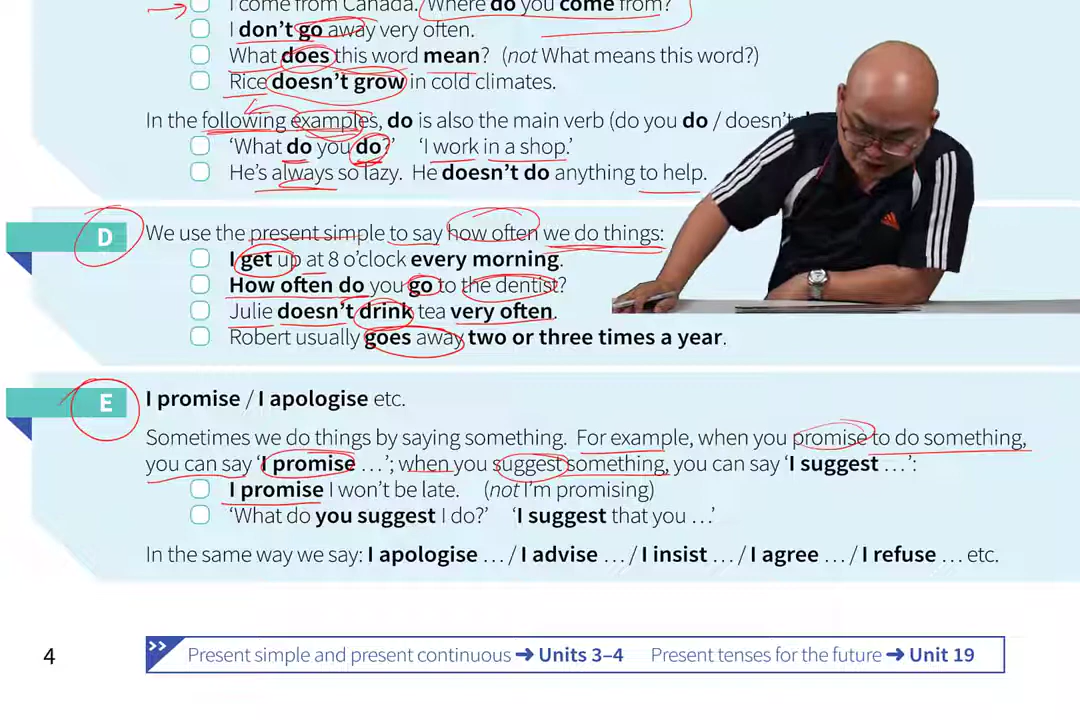 I come from Canada. Where do you come from?
I don't go away very often.
What does this word mean? (not What means this word?)
Rice doesn't grow in cold climates.
In the following examples, do is also the main verb (do you do / doesn't
'What do you do?' 'I work in a shop.'
He's always so lazy. He doesn't do anything to help.
D
We use the present simple to say how often we do things:
I get up at 8 o'clock every morning.
How often do you go to the dentist?
Julie doesn't drink tea very often.
Robert usually goes away two or three times a year.
E
I promise / I apologise etc.
Sometimes we do things by saying something. For example, when you promise to do something,
you can say 'I promise …'; when you suggest something, you can say 'I suggest …':
I promise I won't be late. (not I'm promising)
'What do you suggest I do?' 'I suggest that you …'
In the same way we say: I apologise … / I advise … / I insist … / I agree … / I refuse … etc.
4
>> Present simple and present continuous ➜ Units 3–4 Present tenses for the future ➜ Unit 19